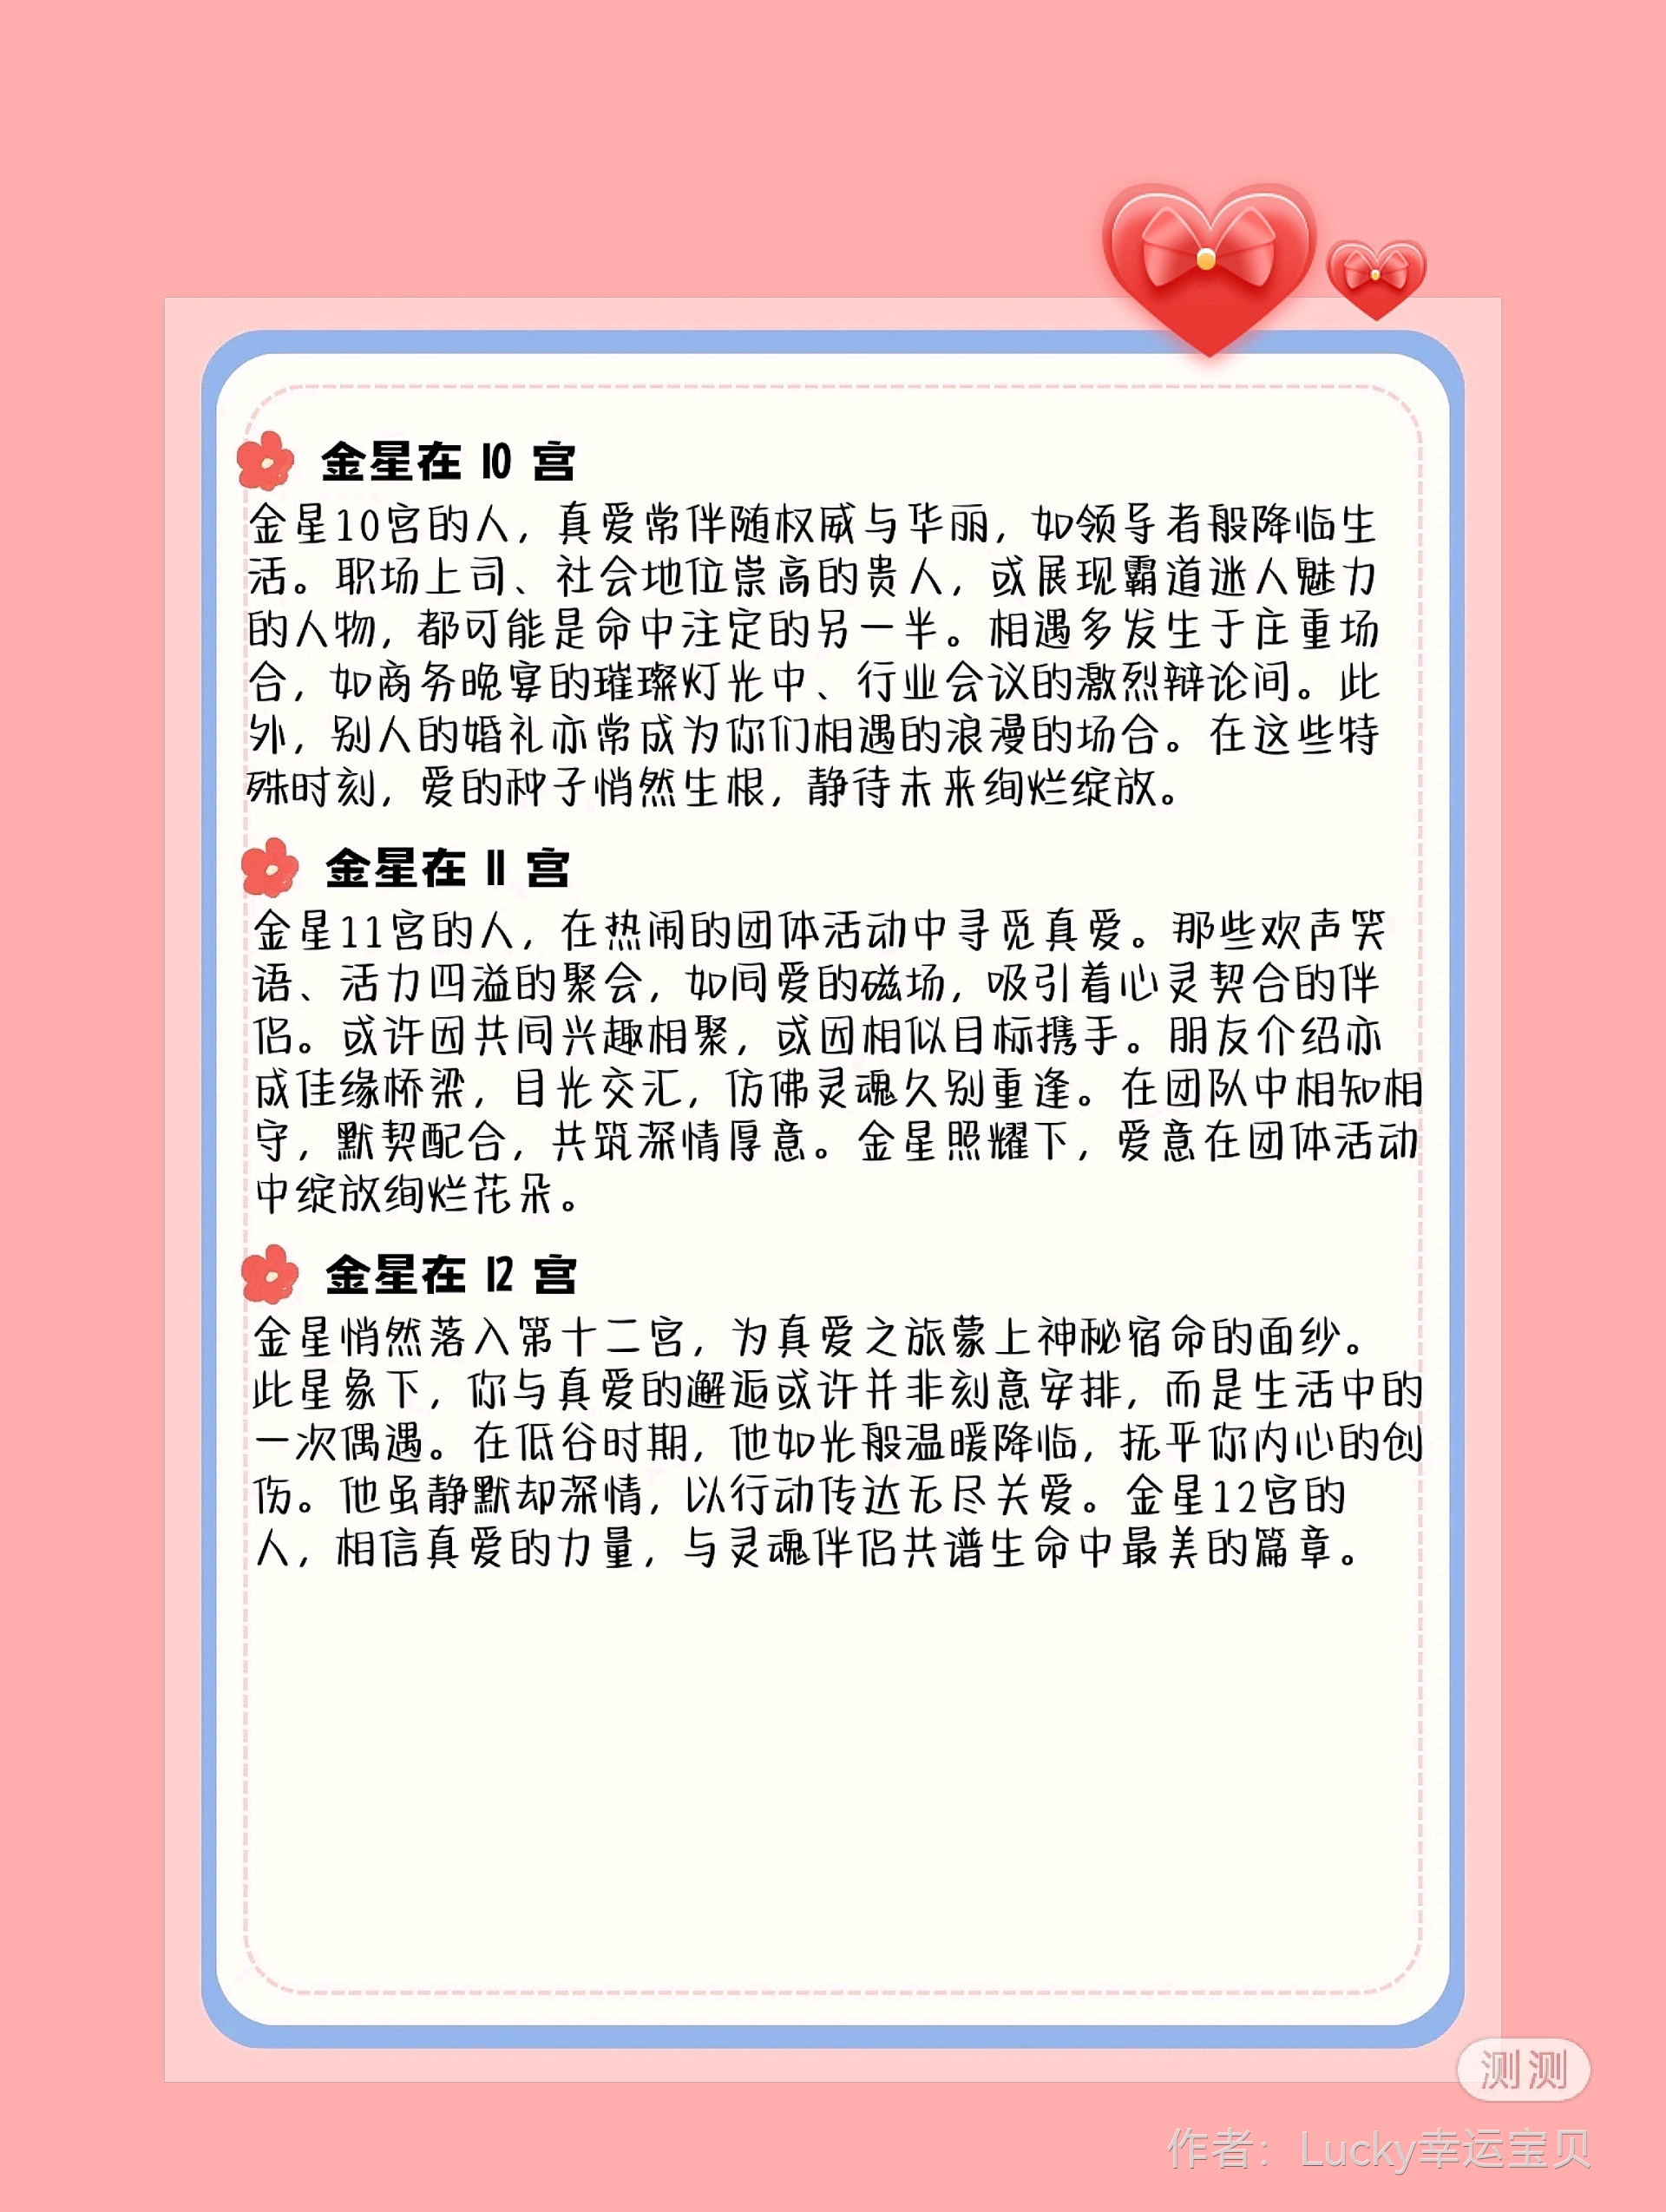 金星在 10 宫
金星10宫的人，真爱常伴随权威与华丽，如领导者般降临生
活。职场上司、社会地位崇高的贵人，或展现霸道迷人魅力
的人物，都可能是命中注定的另一半。相遇多发生于庄重场
合，如商务晚宴的璀璨灯光中、行业会议的激烈辩论间。此
外，别人的婚礼亦常成为你们相遇的浪漫的场合。在这些特
殊时刻，爱的种子悄然生根，静待未来绚烂绽放。
金星在 11 宫
金星11宫的人，在热闹的团体活动中寻觅真爱。那些欢声笑
语、活力四溢的聚会，如同爱的磁场，吸引着心灵契合的伴
侣。或许因共同兴趣相聚，或因相似目标携手。朋友介绍亦
成佳缘桥梁，目光交汇，仿佛灵魂久别重逢。在团队中相知相
守，默契配合，共筑深情厚意。金星照耀下，爱意在团体活动
中绽放绚烂花朵。
金星在 12 宫
金星悄然落入第十二宫，为真爱之旅蒙上神秘宿命的面纱。
此星象下，你与真爱的邂逅或许并非刻意安排，而是生活中的
一次偶遇。在低谷时期，他如光般温暖降临，抚平你内心的创
伤。他虽静默却深情，以行动传达无尽关爱。金星12宫的
人，相信真爱的力量，与灵魂伴侣共谱生命中最美的篇章。
测测
作者：Lucky幸运宝贝